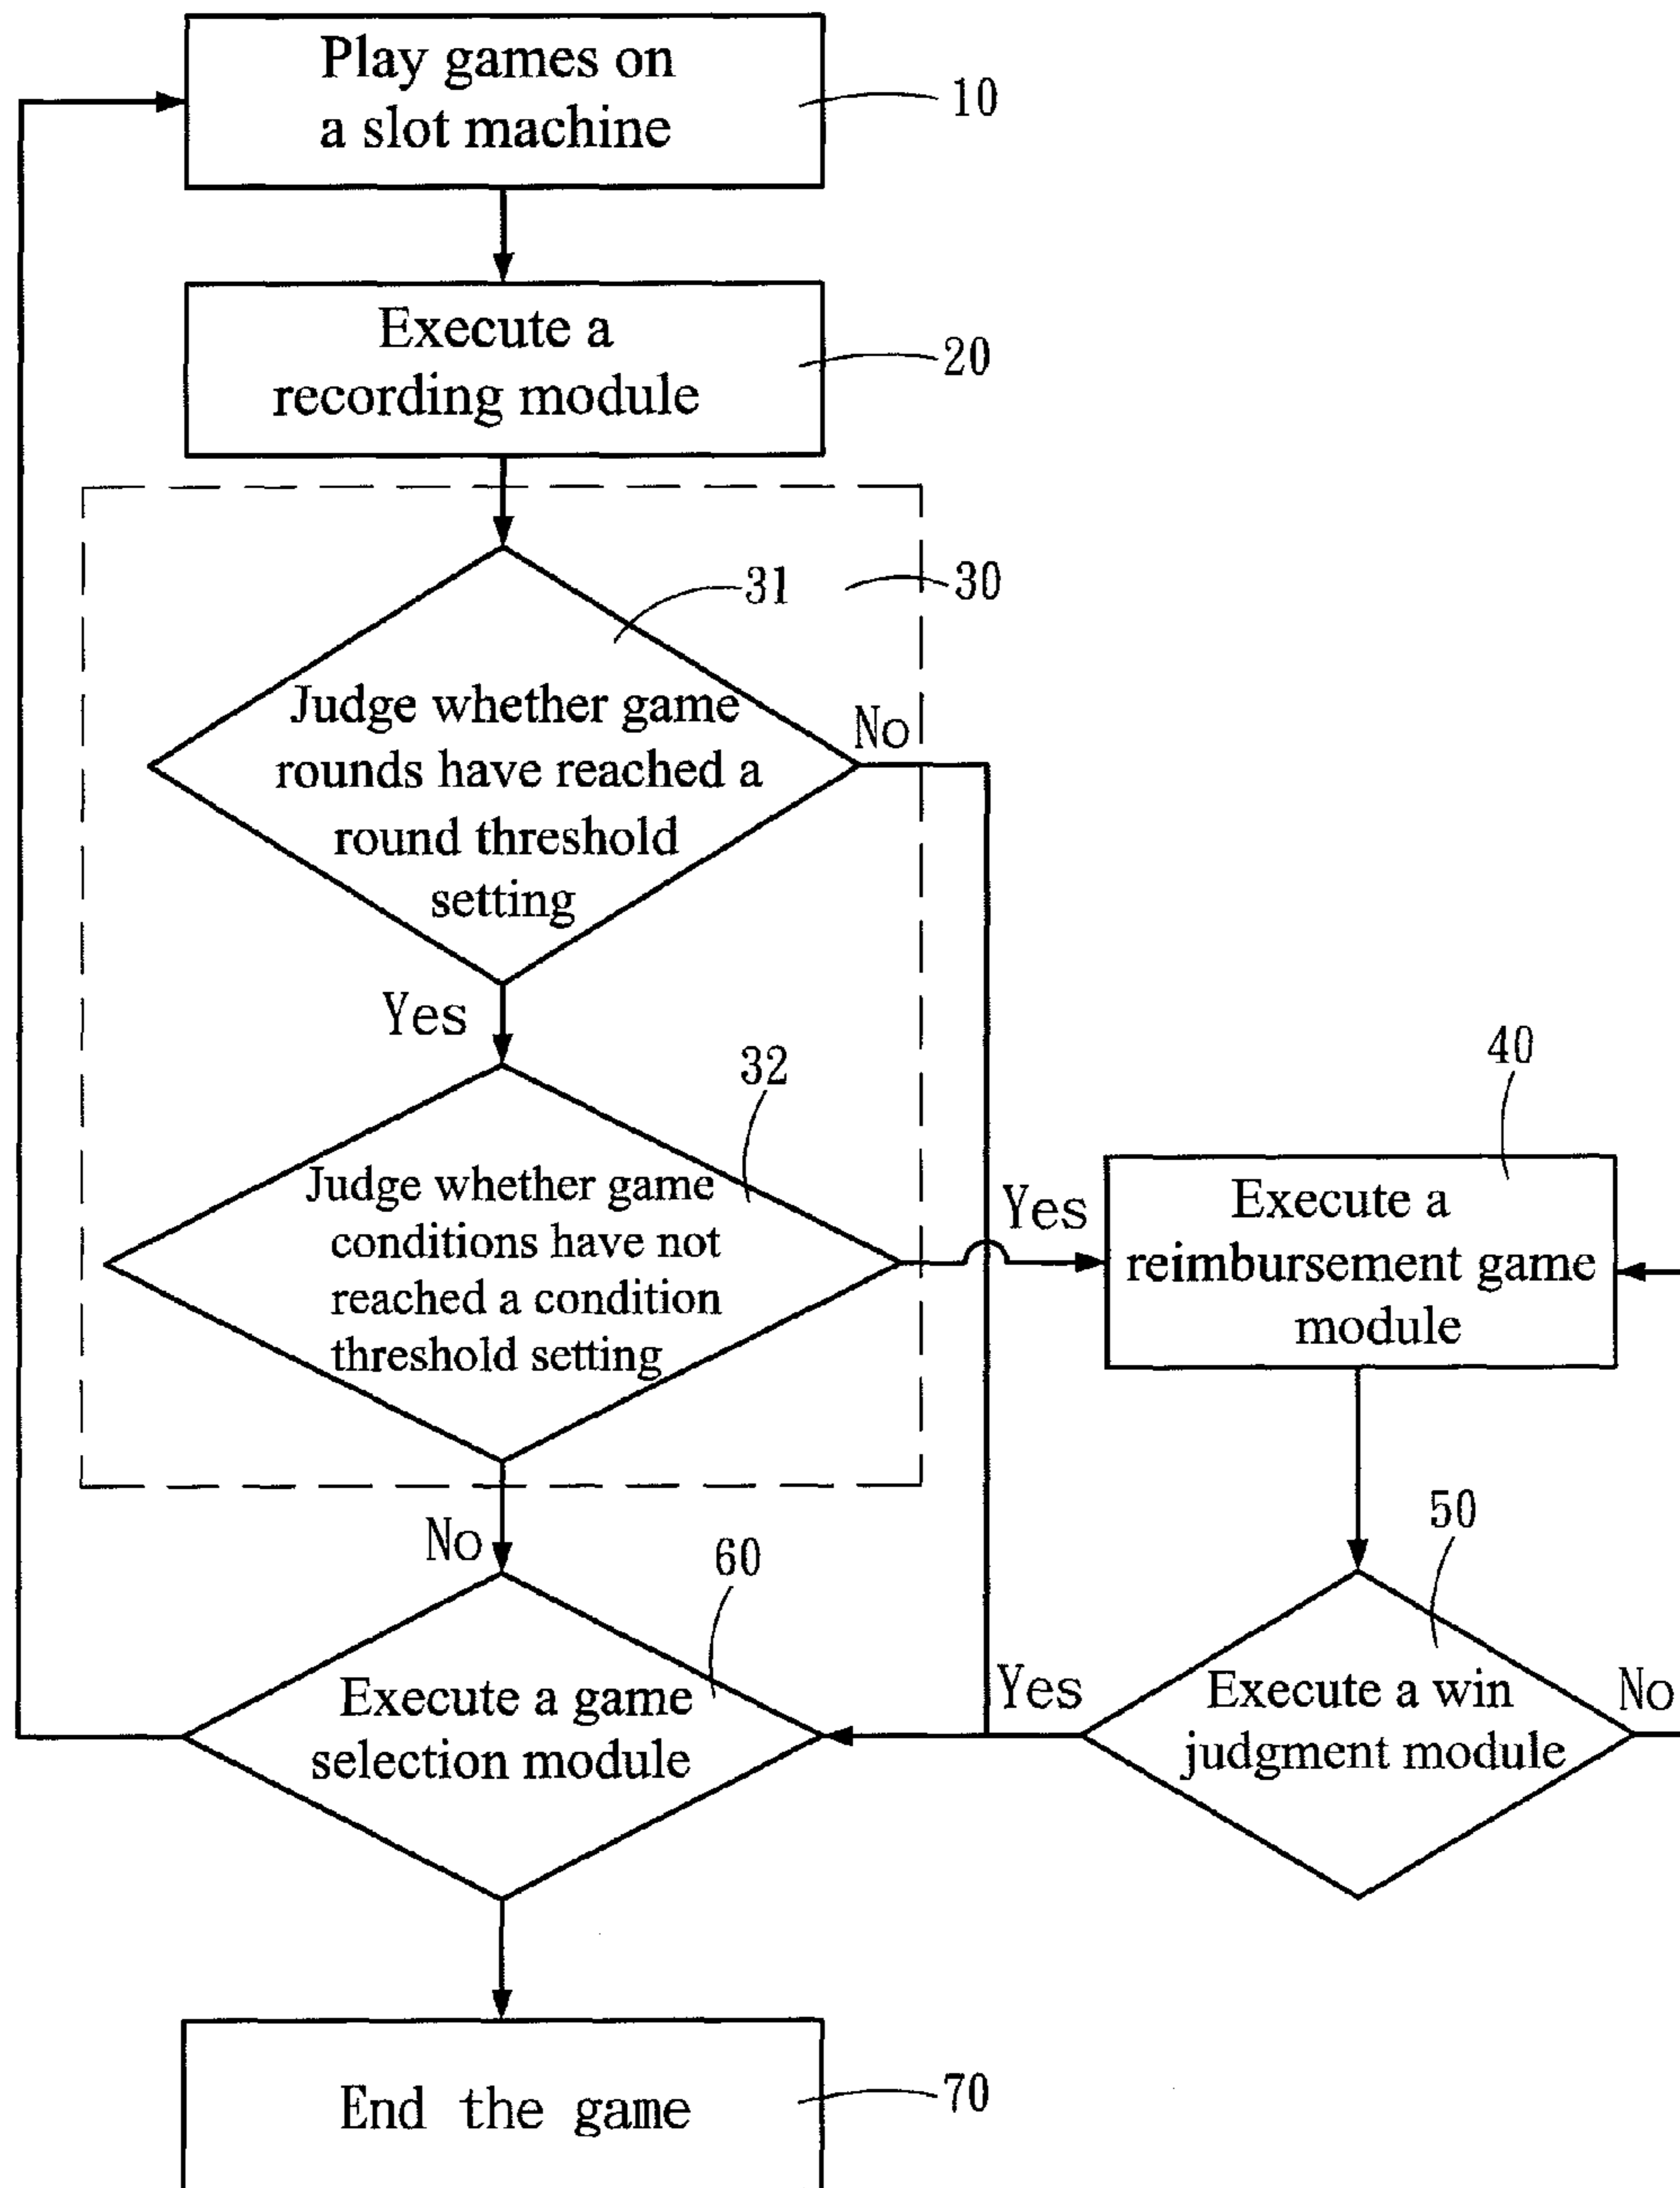 Play games on
a slot machine
10
Execute a
recording module
20
30
31
Judge whether game
rounds have reached a
round threshold
setting
No
Yes
32
Judge whether game
conditions have not
reached a condition
threshold setting
Yes
40
Execute a
reimbursement game
module
No
60
Execute a game
selection module
Yes
50
Execute a win
judgment module
No
End the game
70